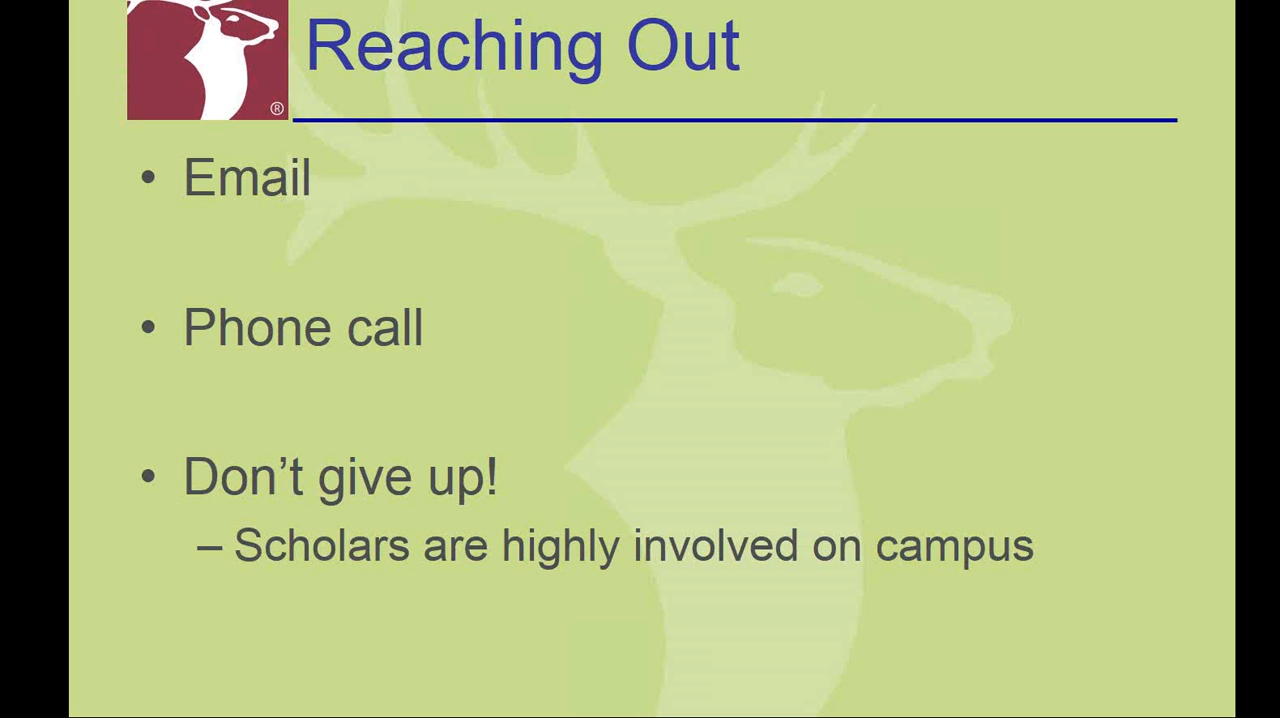 Reaching Out
®
• Email
• Phone call
• Don’t give up!
– Scholars are highly involved on campus